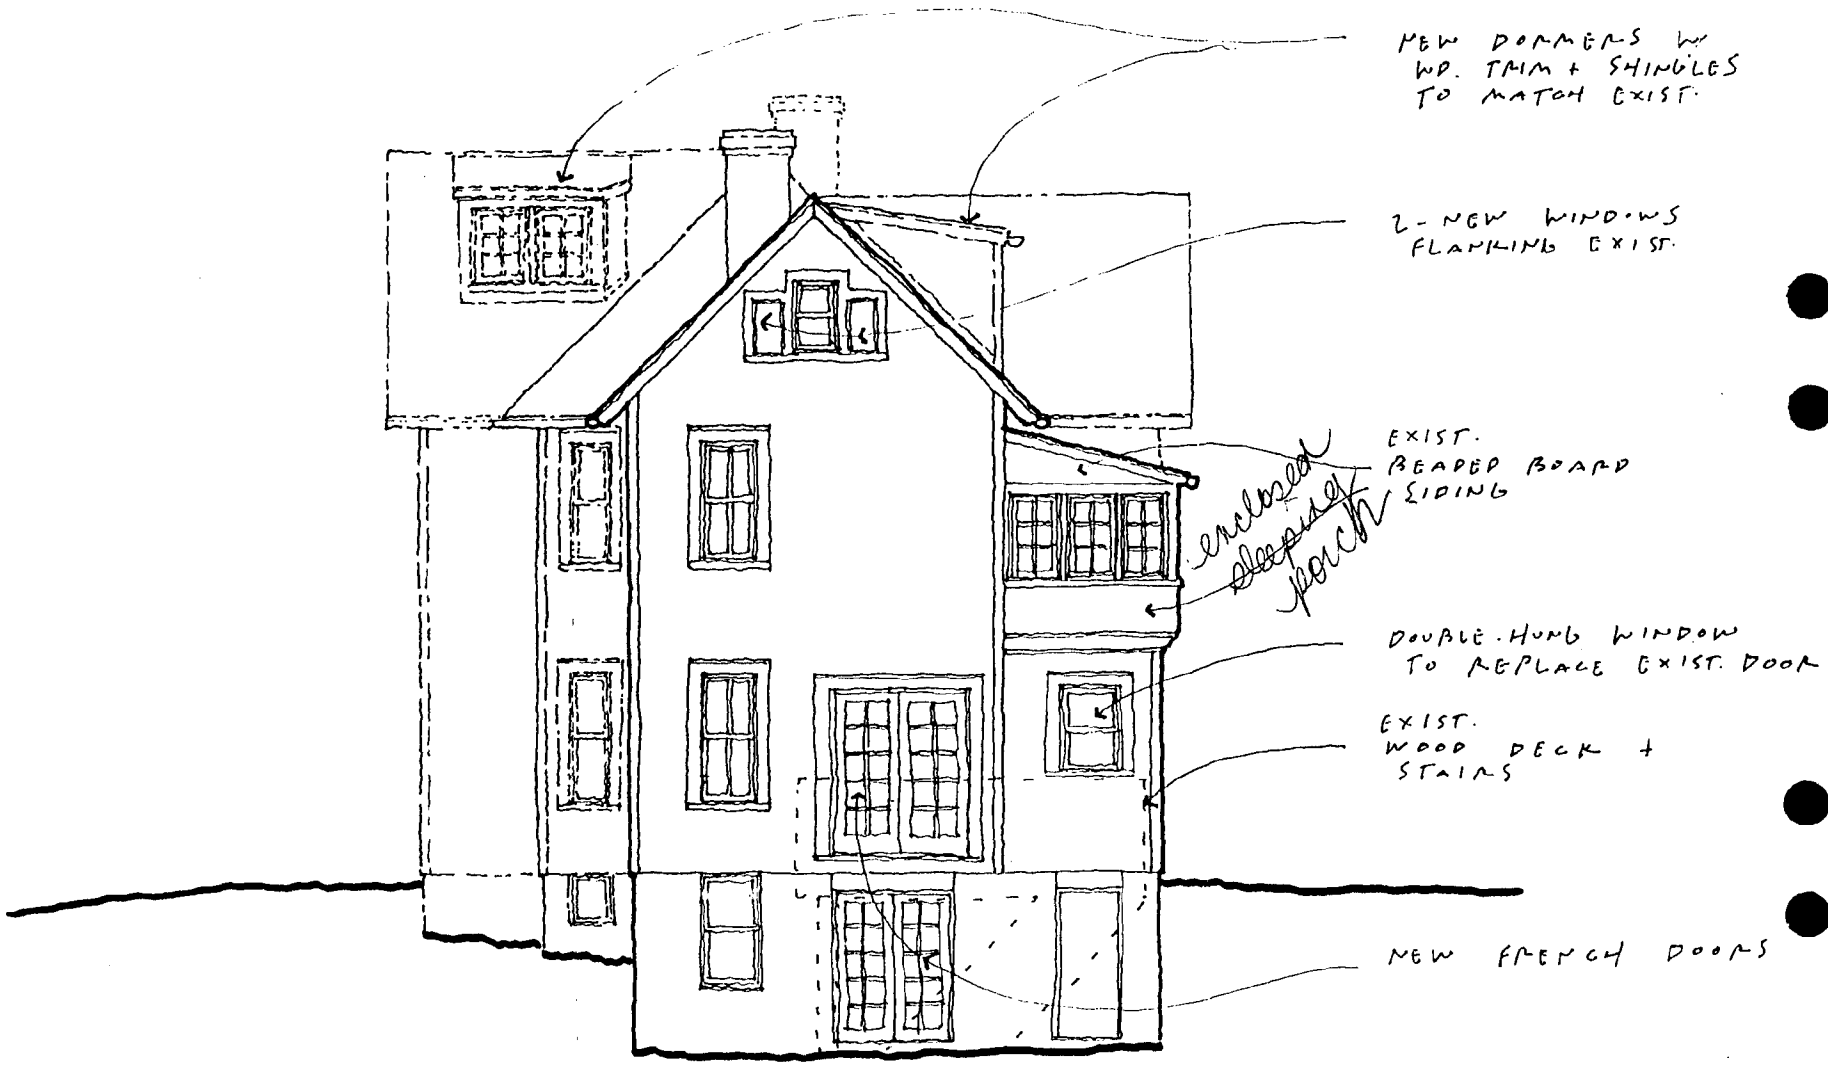 NEW DORMERS W/
WD. TRIM + SHINGLES
TO MATCH EXIST.
2-NEW WINDOWS
FLANKING EXIST.
EXIST.
BEADED BOARD
SIDING
enclosed
sleeping
porch
DOUBLE-HUNG WINDOW
TO REPLACE EXIST. DOOR
EXIST.
WOOD DECK +
STAIRS
NEW FRENCH DOORS